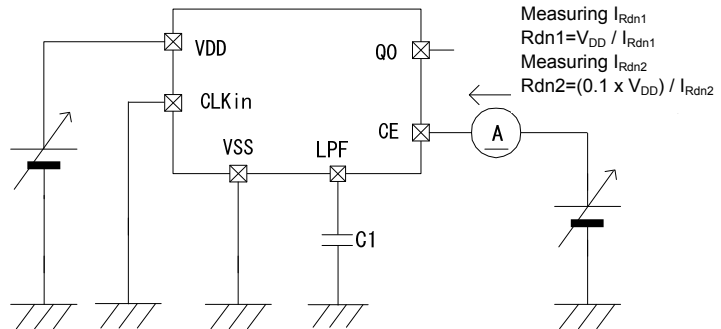 Measuring IRdn1
Rdn1=VDD / IRdn1
Measuring IRdn2
Rdn2=(0.1 x VDD) / IRdn2
VDD
QO
CLKin
CE
A
VSS
LPF
C1